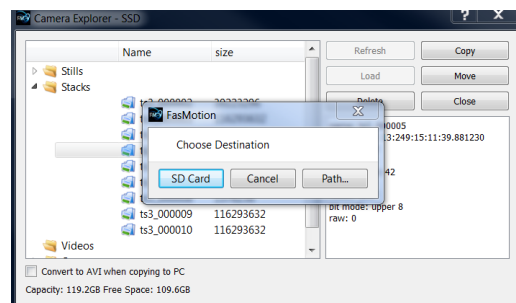 Camera Explorer - SSD
Name size
Refresh Copy
Load Move
Delete Close
Stills
Stacks
FasMotion
Choose Destination
SD Card Cancel Path...
0005
3:249:15:11:39.881230
42
bit mode: upper 8
raw: 0
ts3_000009 116293632
ts3_000010 116293632
Videos
Convert to AVI when copying to PC
Capacity: 119.2GB Free Space: 109.6GB